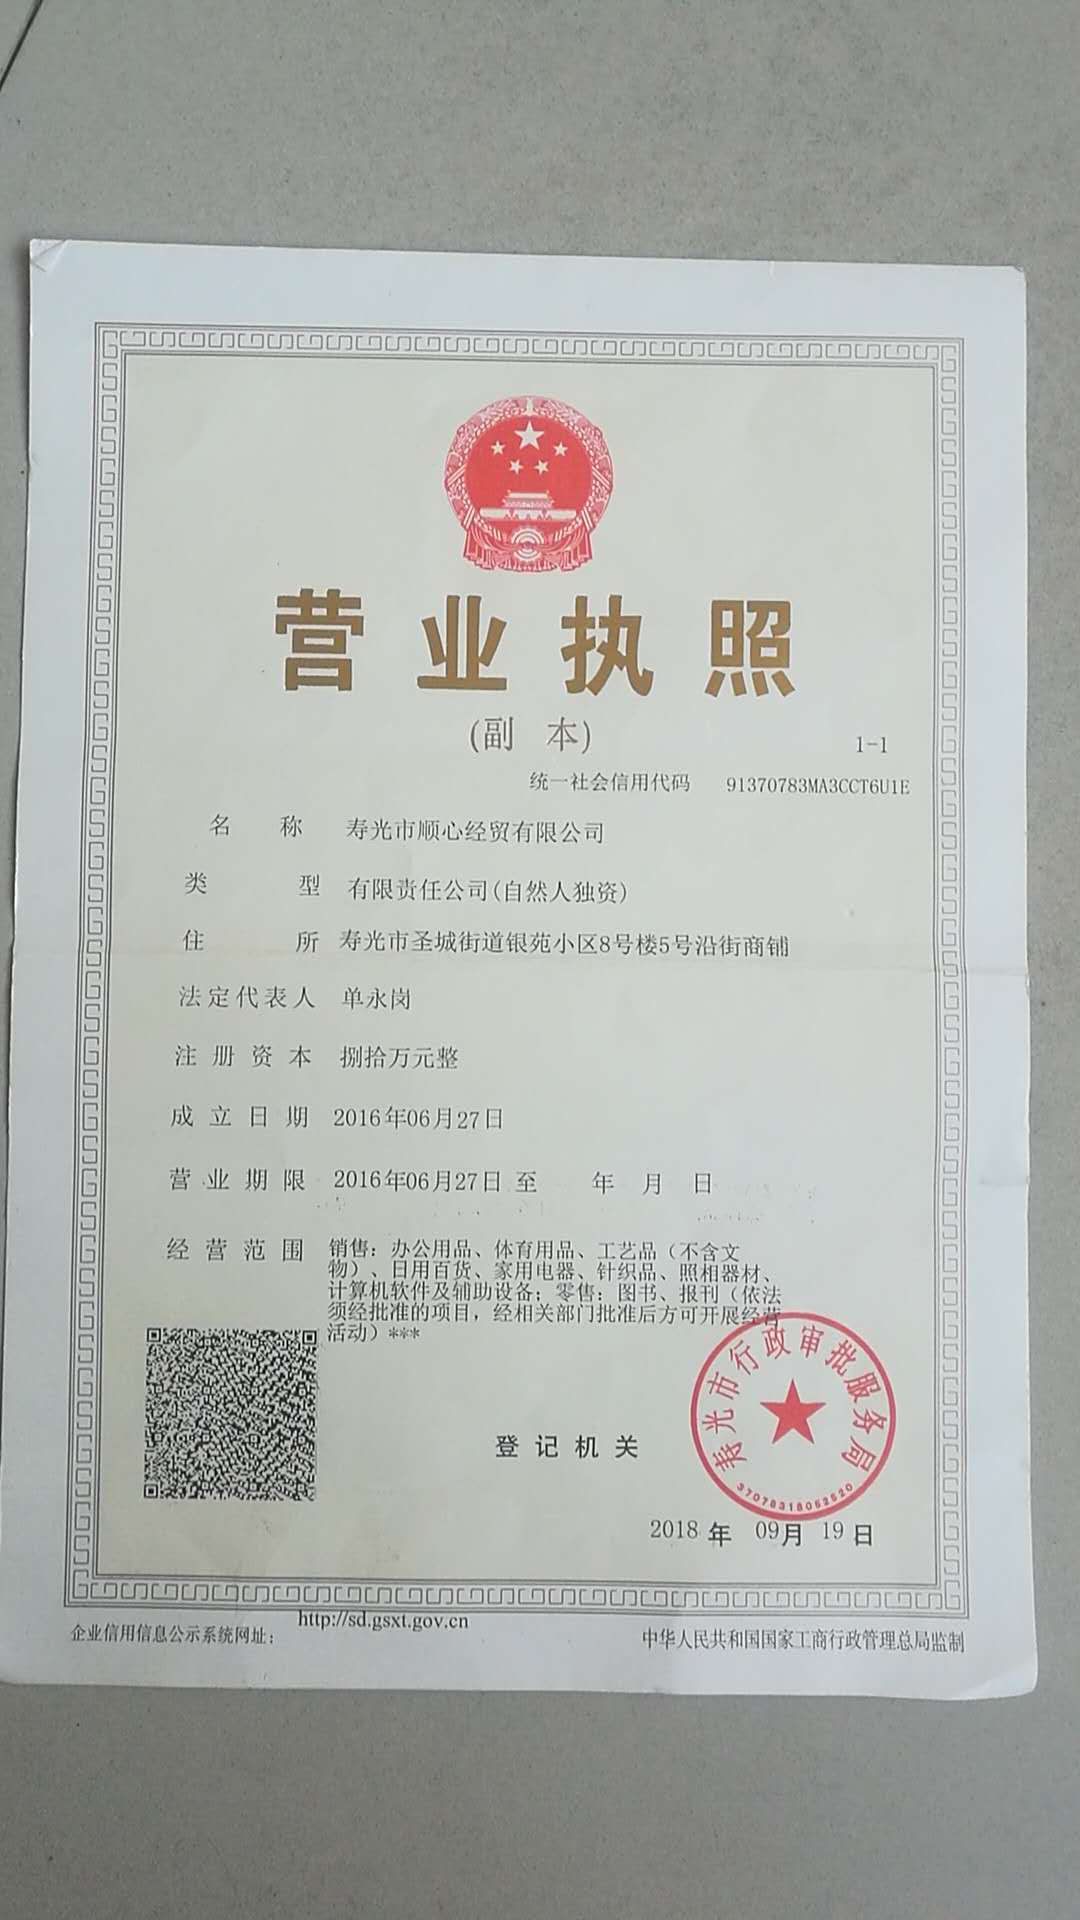 营业执照
(副 本)
1-1
统一社会信用代码 91370783MA3CCT6U1E
名称 寿光市顺心经贸有限公司
类型 有限责任公司(自然人独资)
住所 寿光市圣城街道银苑小区8号楼5号沿街商铺
法定代表人 单永岗
注册资本 捌拾万元整
成立日期 2016年06月27日
营业期限 2016年06月27日 至 年 月 日
经营范围 销售：办公用品、体育用品、工艺品（不含文
物）、日用百货、家用电器、针织品、照相器材、
计算机软件及辅助设备；零售：图书、报刊（依法
须经批准的项目，经相关部门批准后方可开展经营
活动）***
寿光市行政审批服务局
37078318062520
登记机关
2018 年 09月 19 日
企业信用信息公示系统网址： http://sd.gsxt.gov.cn
中华人民共和国国家工商行政管理总局监制